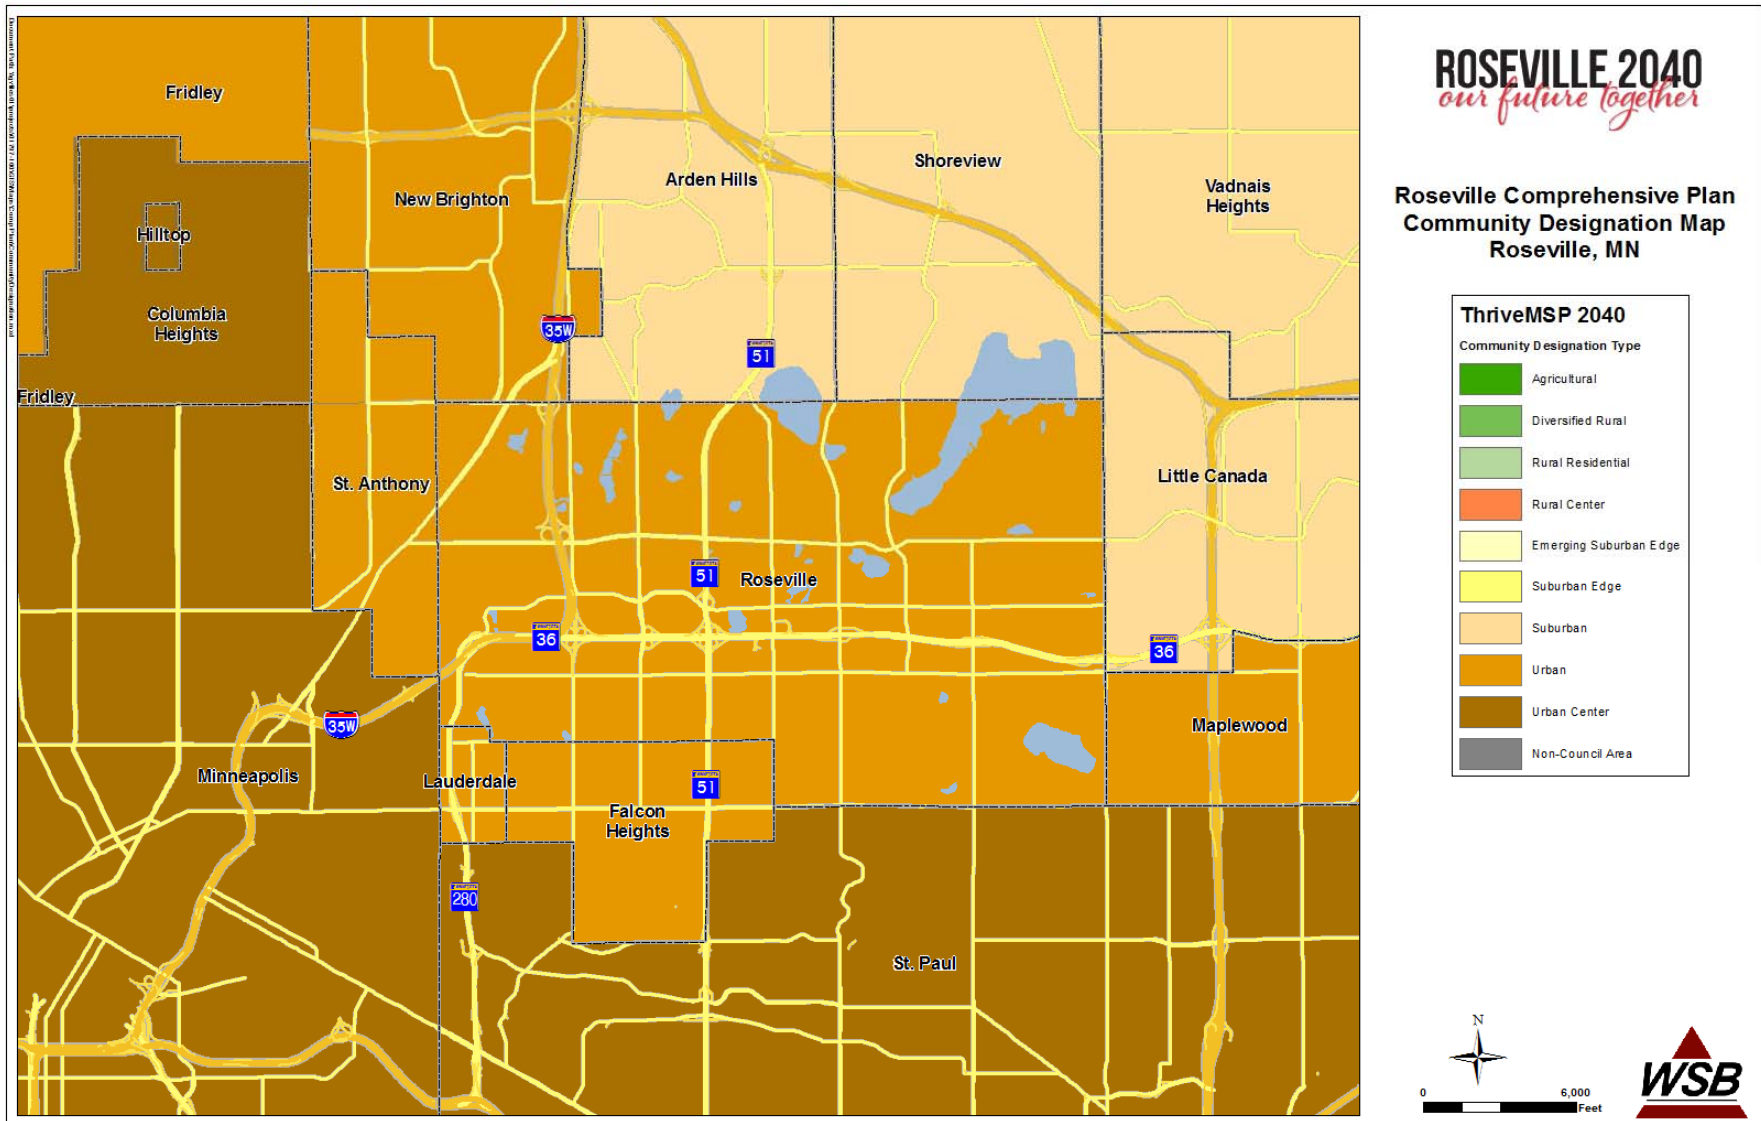 ROSEVILLE 2040
our future together
Roseville Comprehensive Plan
Community Designation Map
Roseville, MN
ThriveMSP 2040
Community Designation Type
Agricultural
Diversified Rural
Rural Residential
Rural Center
Emerging Suburban Edge
Suburban Edge
Suburban
Urban
Urban Center
Non-Council Area
Fridley
Hilltop
Columbia
Heights
Fridley
New Brighton
Arden Hills
Shoreview
Vadnais
Heights
35W
51
St. Anthony
Little Canada
51
Roseville
36
36
35W
Maplewood
Minneapolis
Lauderdale
51
Falcon
Heights
280
St. Paul
N
0 6,000
Feet
WSB